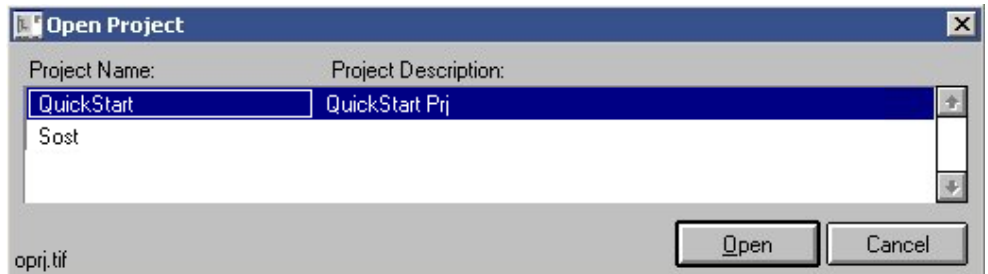 Open Project
Project Name: Project Description:
QuickStart QuickStart Prj
Sost
Open Cancel
oprj.tif